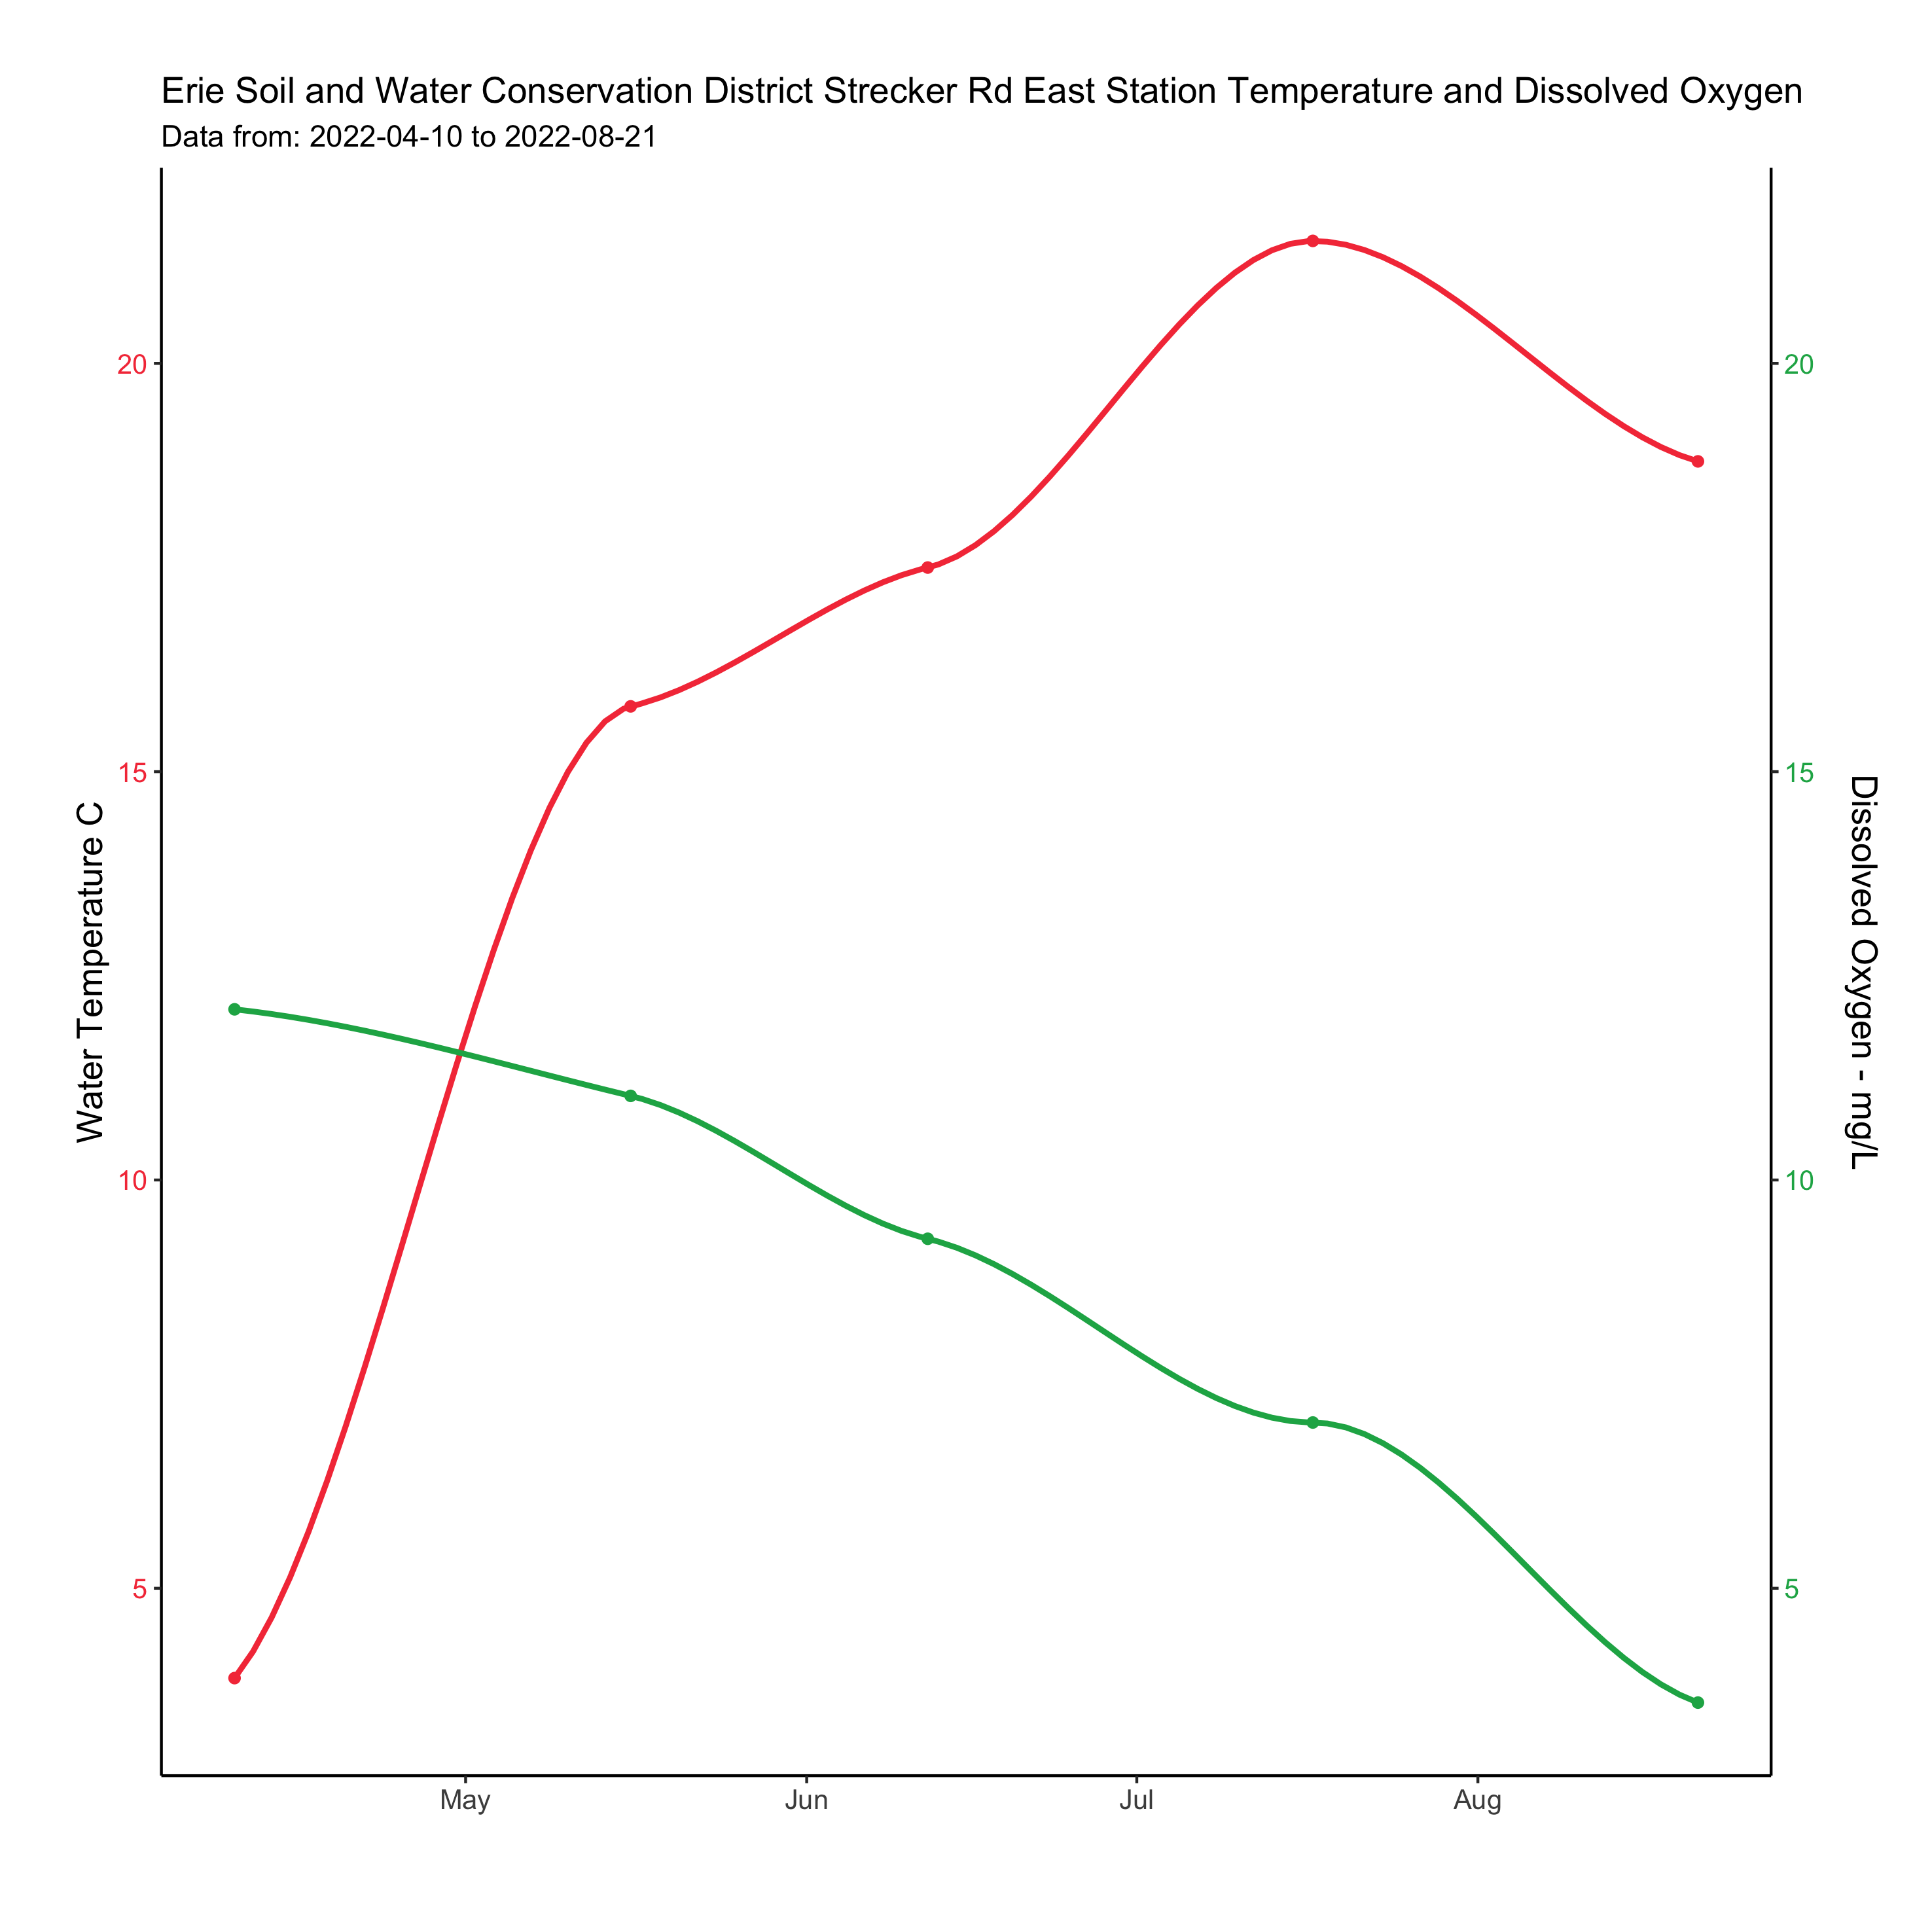 Erie Soil and Water Conservation District Strecker Rd East Station Temperature and Dissolved Oxygen
Data from: 2022-04-10 to 2022-08-21
Water Temperature C
20
15
10
5
20
15
10
5
Dissolved Oxygen - mg/L
May
Jun
Jul
Aug